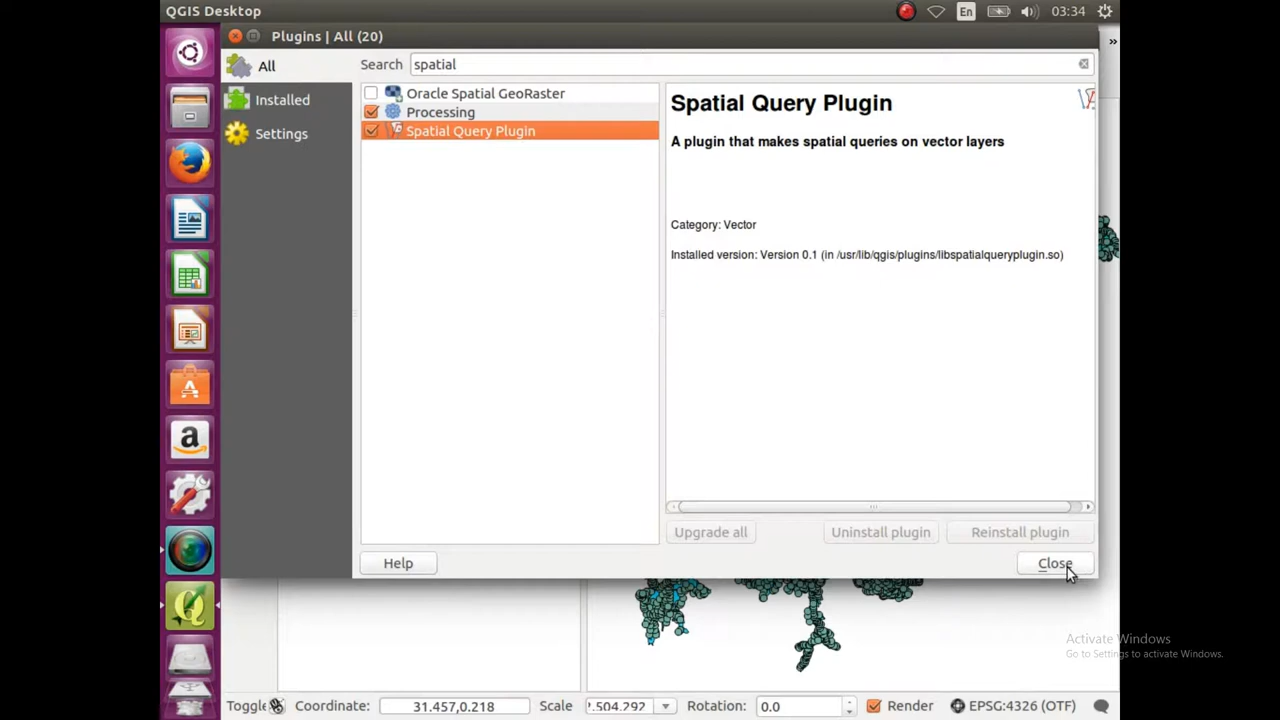 QGIS Desktop
En
03:34
Plugins | All (20)
All
Installed
Settings
Search
spatial
Oracle Spatial GeoRaster
Processing
Spatial Query Plugin
Spatial Query Plugin
A plugin that makes spatial queries on vector layers
Category: Vector
Installed version: Version 0.1 (in /usr/lib/qgis/plugins/libspatialqueryplugin.so)
Upgrade all
Uninstall plugin
Reinstall plugin
Help
Close
Activate Windows
Go to Settings to activate Windows.
Toggle
Coordinate:
31.457,0.218
Scale
.504.292
Rotation:
0.0
Render
EPSG:4326 (OTF)